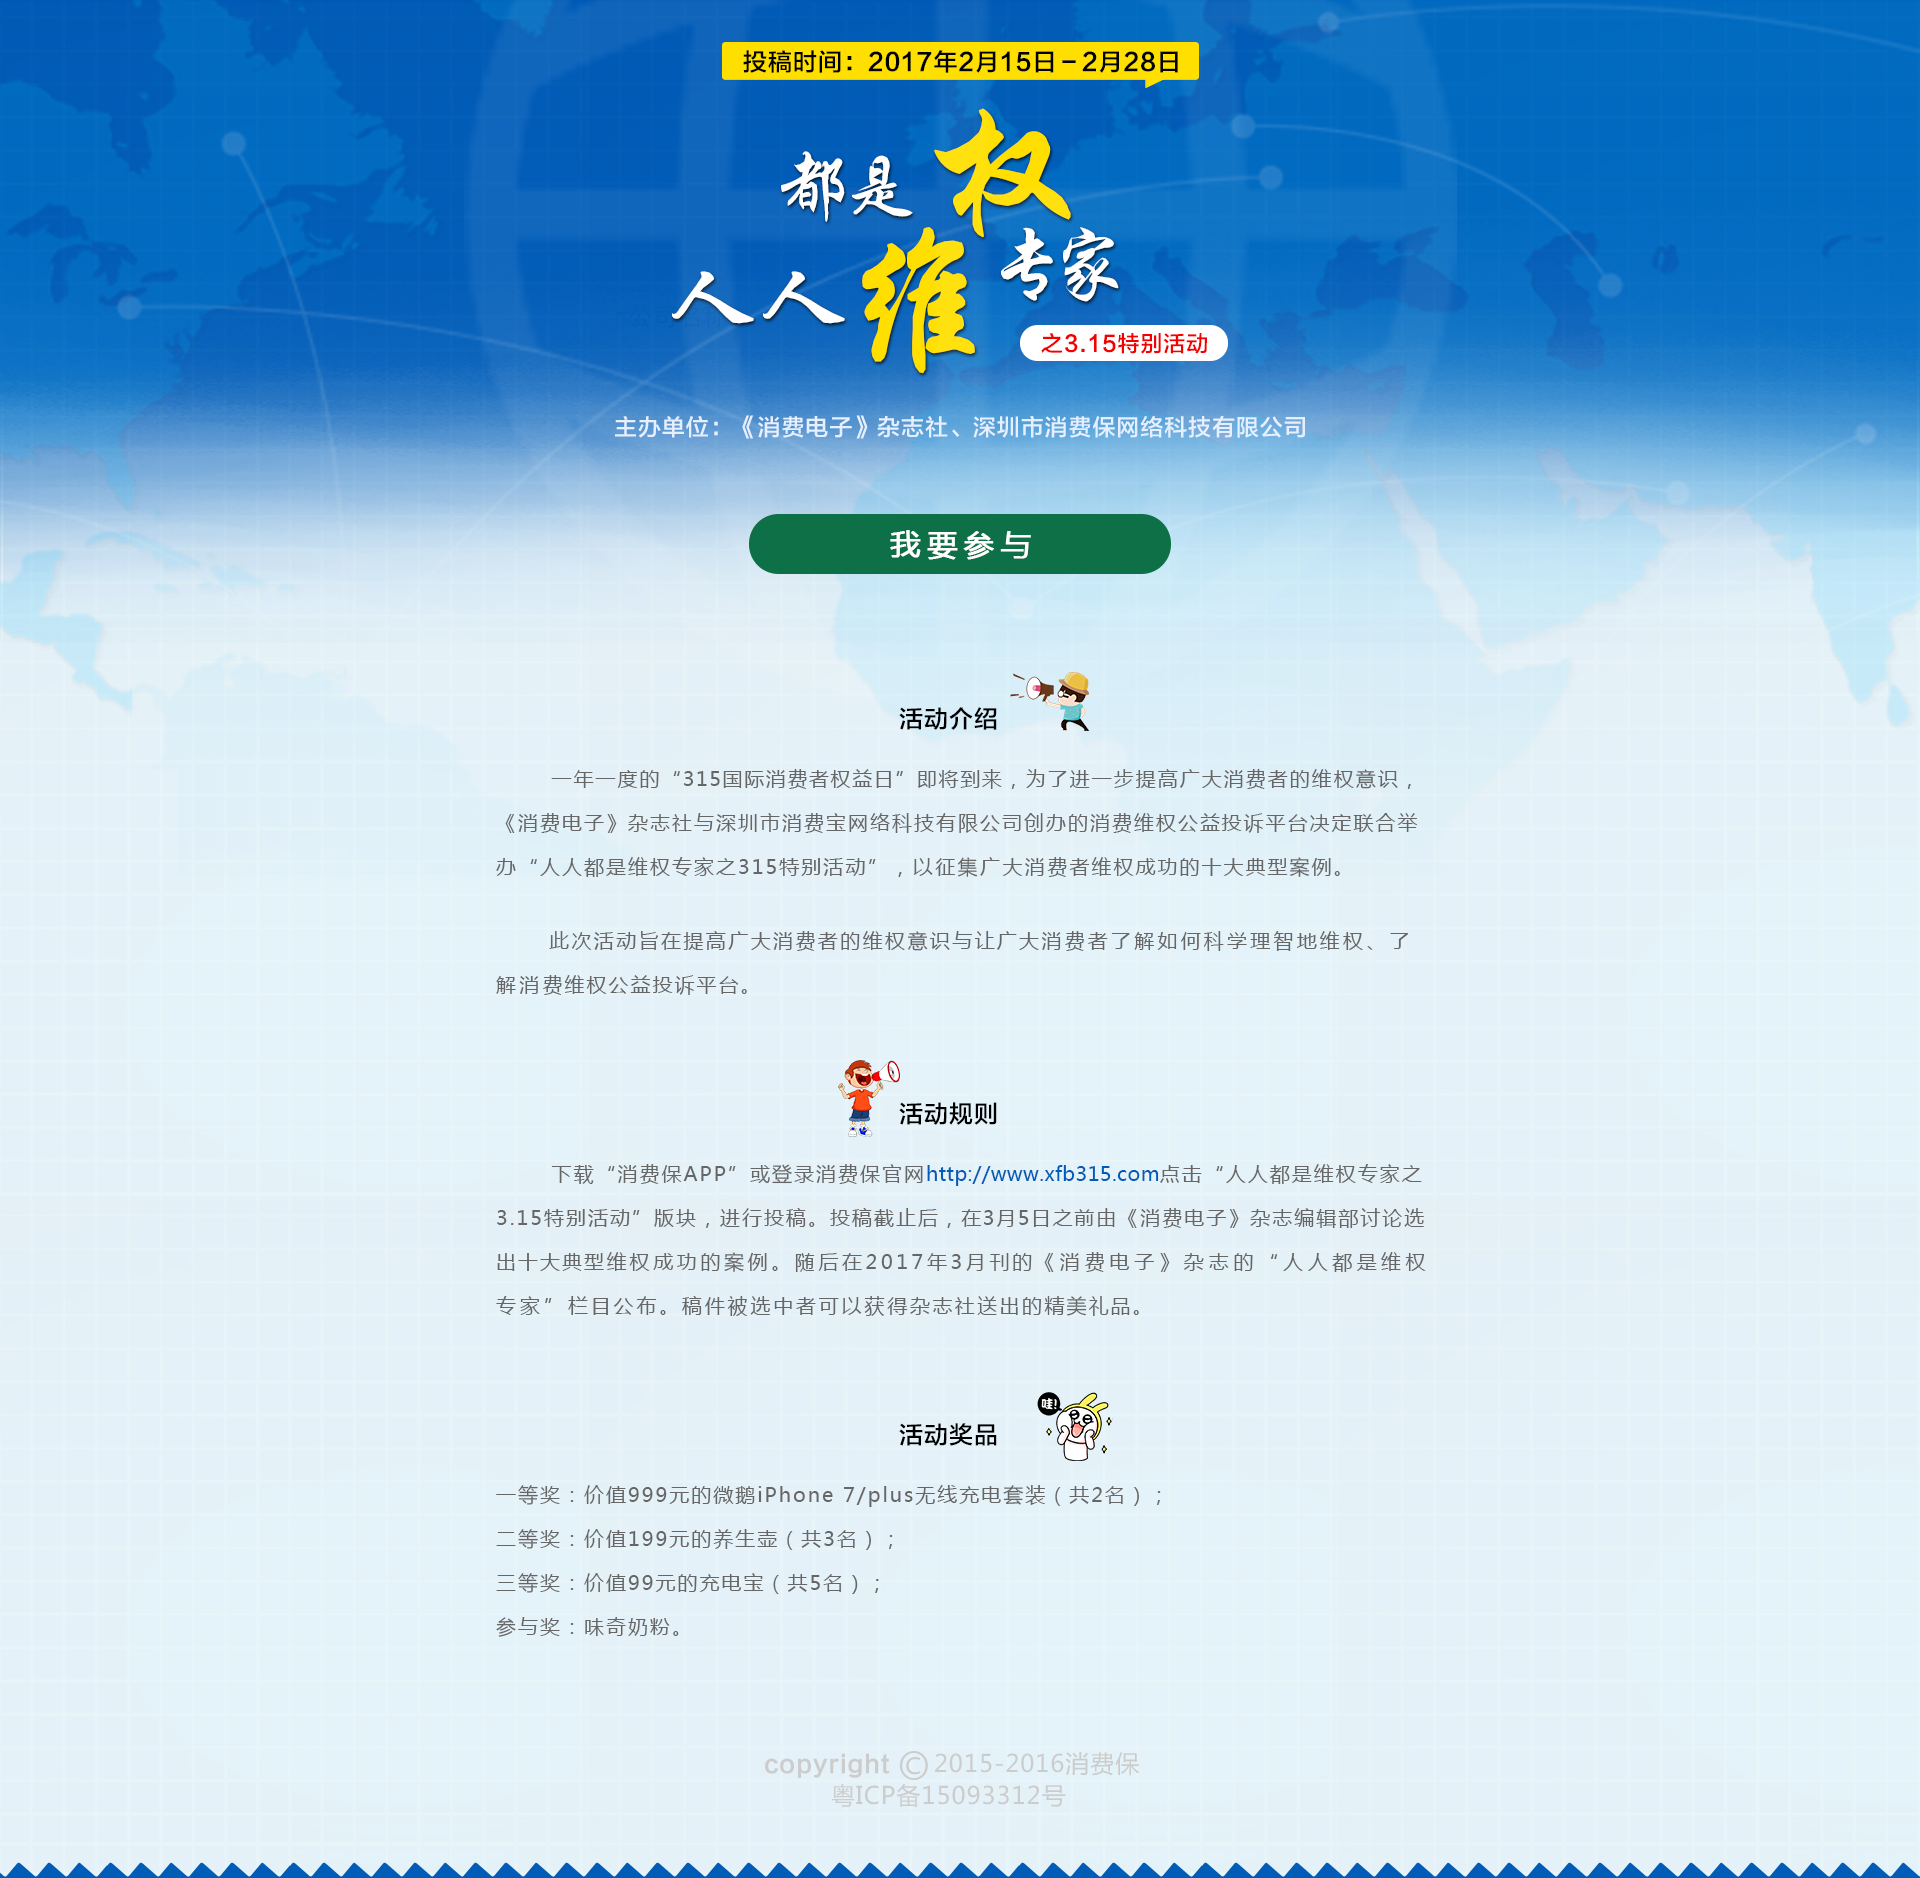 投稿时间：2017年2月15日－2月28日
人人都是维权专家
之3.15特别活动
主办单位：《消费电子》杂志社、深圳市消费保网络科技有限公司
我要参与
活动介绍
一年一度的“315国际消费者权益日”即将到来，为了进一步提高广大消费者的维权意识，
《消费电子》杂志社与深圳市消费宝网络科技有限公司创办的消费维权公益投诉平台决定联合举
办“人人都是维权专家之315特别活动”，以征集广大消费者维权成功的十大典型案例。
此次活动旨在提高广大消费者的维权意识与让广大消费者了解如何科学理智地维权、了
解消费维权公益投诉平台。
活动规则
下载“消费保APP”或登录消费保官网http://www.xfb315.com点击“人人都是维权专家之
3.15特别活动”版块，进行投稿。投稿截止后，在3月5日之前由《消费电子》杂志编辑部讨论选
出十大典型维权成功的案例。随后在2017年3月刊的《消费电子》杂志的“人人都是维权
专家”栏目公布。稿件被选中者可以获得杂志社送出的精美礼品。
哇!
活动奖品
一等奖：价值999元的微鹅iPhone 7/plus无线充电套装（共2名）；
二等奖：价值199元的养生壶（共3名）；
三等奖：价值99元的充电宝（共5名）；
参与奖：味奇奶粉。
copyright ©2015-2016消费保
粤ICP备15093312号